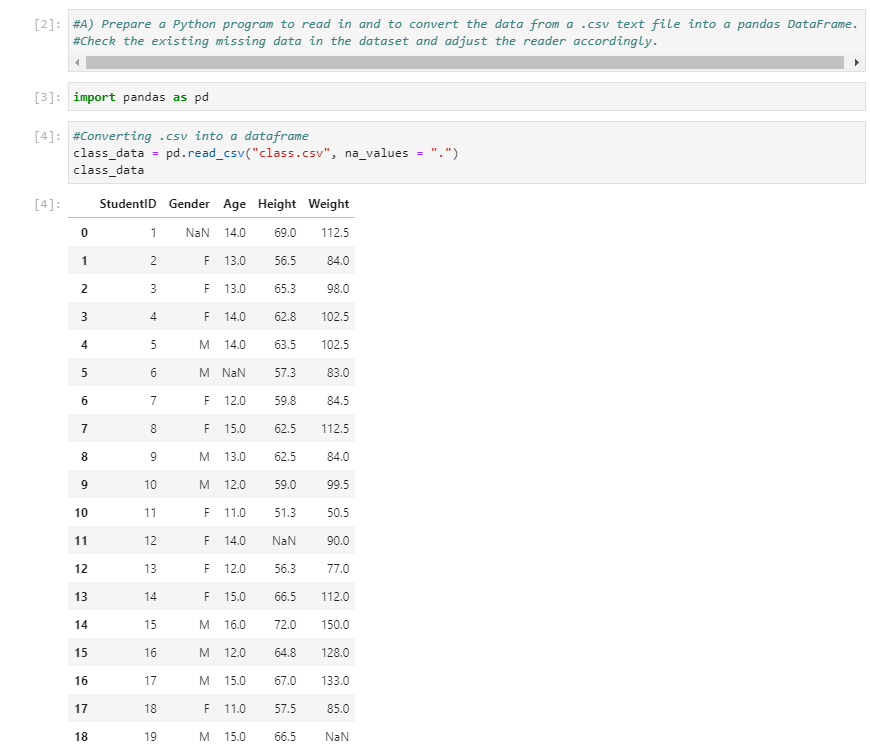 [2]: #A) Prepare a Python program to read in and to convert the data from a .csv text file into a pandas DataFrame.
#Check the existing missing data in the dataset and adjust the reader accordingly.
[3]: import pandas as pd
[4]: #Converting .csv into a dataframe
class_data = pd.read_csv("class.csv", na_values = ".")
class_data
[4]: StudentID Gender Age Height Weight
0 1 NaN 14.0 69.0 112.5
1 2 F 13.0 56.5 84.0
2 3 F 13.0 65.3 98.0
3 4 F 14.0 62.8 102.5
4 5 M 14.0 63.5 102.5
5 6 M NaN 57.3 83.0
6 7 F 12.0 59.8 84.5
7 8 F 15.0 62.5 112.5
8 9 M 13.0 62.5 84.0
9 10 M 12.0 59.0 99.5
10 11 F 11.0 51.3 50.5
11 12 F 14.0 NaN 90.0
12 13 F 12.0 56.3 77.0
13 14 F 15.0 66.5 112.0
14 15 M 16.0 72.0 150.0
15 16 M 12.0 64.8 128.0
16 17 M 15.0 67.0 133.0
17 18 F 11.0 57.5 85.0
18 19 M 15.0 66.5 NaN